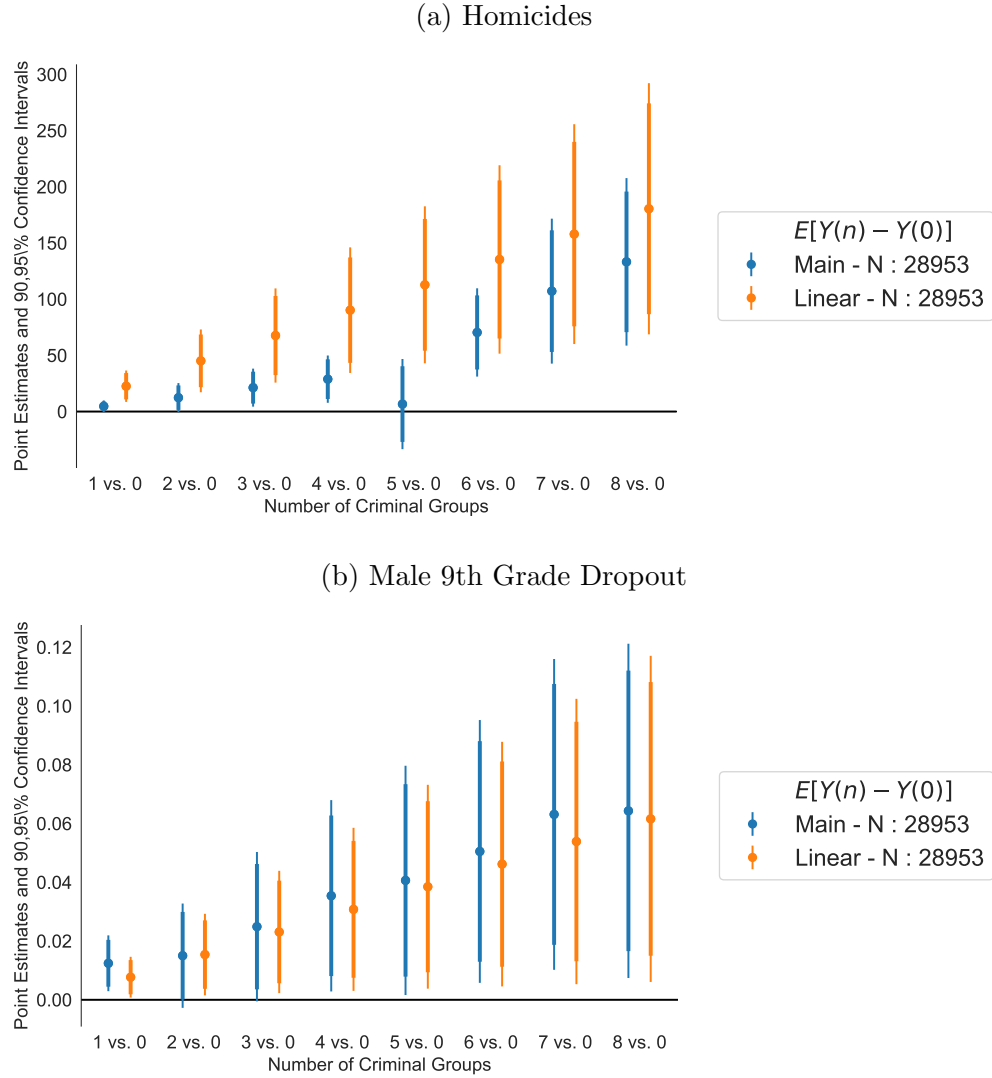 (a) Homicides
Point Estimates and 90,95\% Confidence Intervals
300
250
200
150
100
50
0
1 vs. 0 2 vs. 0 3 vs. 0 4 vs. 0 5 vs. 0 6 vs. 0 7 vs. 0 8 vs. 0
Number of Criminal Groups
E[Y(n) − Y(0)]
Main - N : 28953
Linear - N : 28953
(b) Male 9th Grade Dropout
Point Estimates and 90,95\% Confidence Intervals
0.12
0.10
0.08
0.06
0.04
0.02
0.00
1 vs. 0 2 vs. 0 3 vs. 0 4 vs. 0 5 vs. 0 6 vs. 0 7 vs. 0 8 vs. 0
Number of Criminal Groups
E[Y(n) − Y(0)]
Main - N : 28953
Linear - N : 28953